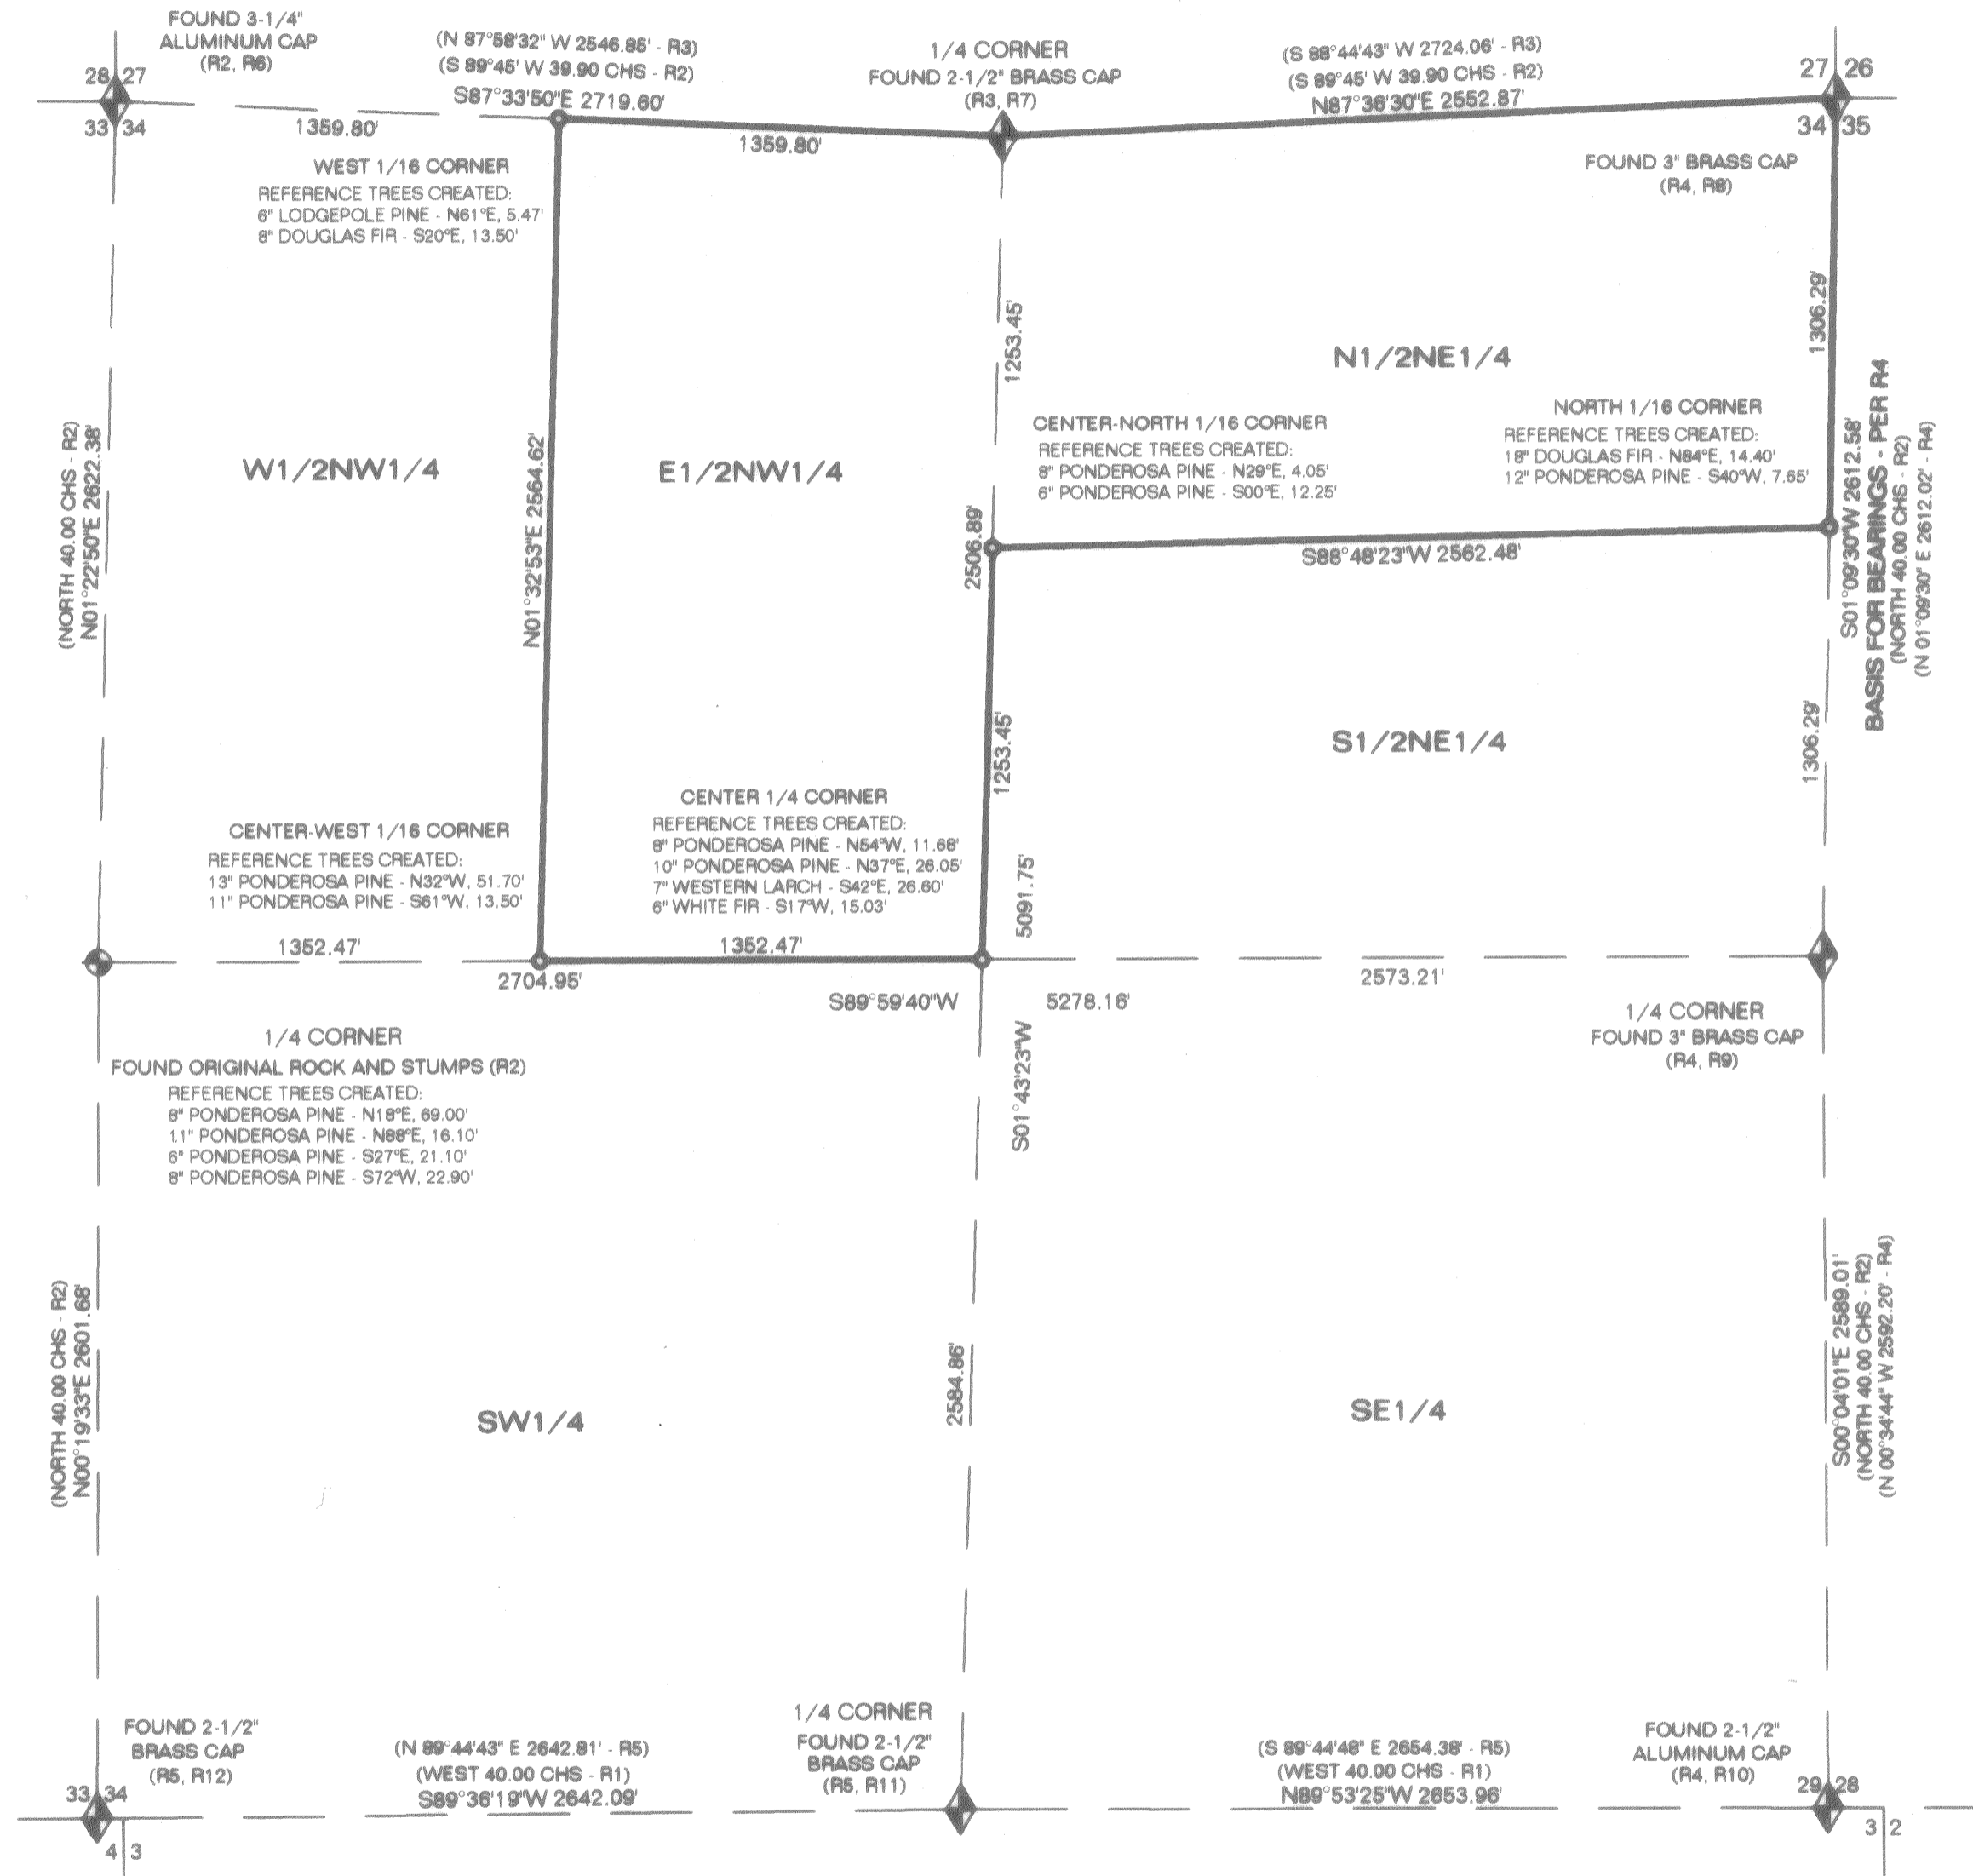 FOUND 3-1/4"
ALUMINUM CAP
(R2, R6)
28 27
33 34
(N 87°58'32" W 2546.85' - R3)
(S 89°45' W 39.90 CHS - R2)
S87°33'50"E 2719.60'
1359.80'
1359.80'
1/4 CORNER
FOUND 2-1/2" BRASS CAP
(R3, R7)
(S 88°44'43" W 2724.06' - R3)
(S 89°45' W 39.90 CHS - R2)
N87°36'30"E 2552.87'
27 26
34 35
FOUND 3" BRASS CAP
(R4, R8)
WEST 1/16 CORNER
REFERENCE TREES CREATED:
6" LODGEPOLE PINE - N61°E, 5.47'
8" DOUGLAS FIR - S20°E, 13.50'
1253.45'
1306.29'
N1/2NE1/4
W1/2NW1/4
E1/2NW1/4
CENTER-NORTH 1/16 CORNER
REFERENCE TREES CREATED:
8" PONDEROSA PINE - N29°E, 4.05'
6" PONDEROSA PINE - S00°E, 12.25'
NORTH 1/16 CORNER
REFERENCE TREES CREATED:
18" DOUGLAS FIR - N84°E, 14.40'
12" PONDEROSA PINE - S40°W, 7.65'
(NORTH 40.00 CHS - R2)
N01°22'50"E 2622.38'
N01°32'53"E 2564.62'
2506.89'
S88°48'23"W 2562.48'
S01°09'30"W 2612.58'
BASIS FOR BEARINGS - PER R4
(NORTH 40.00 CHS - R2)
(N 01°09'30" E 2612.02' - R4)
1253.45'
1306.29'
S1/2NE1/4
CENTER-WEST 1/16 CORNER
REFERENCE TREES CREATED:
13" PONDEROSA PINE - N32°W, 51.70'
11" PONDEROSA PINE - S61°W, 13.50'
CENTER 1/4 CORNER
REFERENCE TREES CREATED:
8" PONDEROSA PINE - N54°W, 11.68'
10" PONDEROSA PINE - N37°E, 26.05'
7" WESTERN LARCH - S42°E, 26.60'
6" WHITE FIR - S17°W, 15.03'
5091.75'
1352.47'
1352.47'
2704.95'
S89°59'40"W
5278.16'
2573.21'
1/4 CORNER
FOUND ORIGINAL ROCK AND STUMPS (R2)
REFERENCE TREES CREATED:
8" PONDEROSA PINE - N18°E, 69.00'
11" PONDEROSA PINE - N88°E, 16.10'
6" PONDEROSA PINE - S27°E, 21.10'
8" PONDEROSA PINE - S72°W, 22.90'
S01°43'23"W
1/4 CORNER
FOUND 3" BRASS CAP
(R4, R9)
(NORTH 40.00 CHS - R2)
N00°19'33"E 2601.68'
2584.86'
S00°04'01"E 2589.01'
(NORTH 40.00 CHS - R2)
(N 00°34'44" W 2592.20' - R4)
SW1/4
SE1/4
FOUND 2-1/2"
BRASS CAP
(R5, R12)
33 34
4 3
(N 89°44'43" E 2642.81' - R5)
(WEST 40.00 CHS - R1)
S89°36'19"W 2642.09'
1/4 CORNER
FOUND 2-1/2"
BRASS CAP
(R5, R11)
(S 89°44'48" E 2654.38' - R5)
(WEST 40.00 CHS - R1)
N89°53'25"W 2653.96'
FOUND 2-1/2"
ALUMINUM CAP
(R4, R10)
29 28
3 2